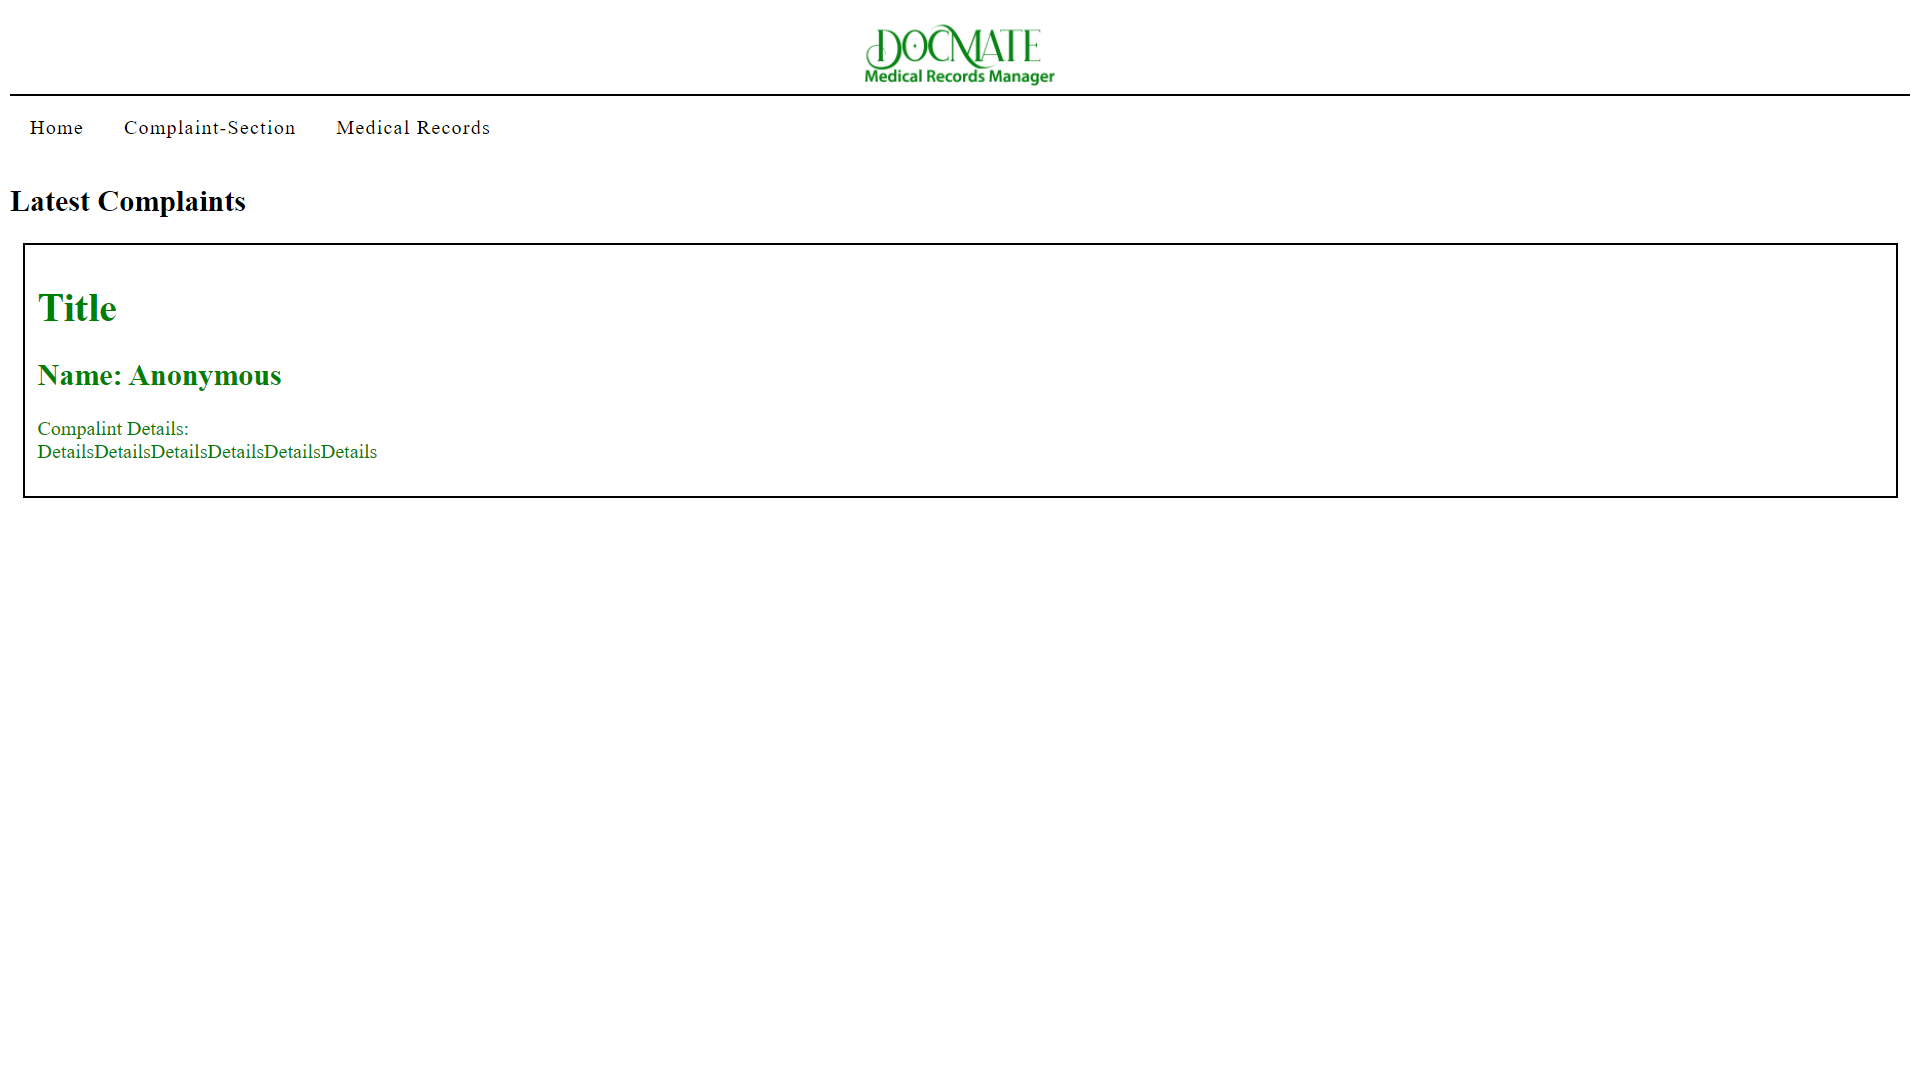 DOCMATE
Medical Records Manager
Home Complaint-Section Medical Records
Latest Complaints
Title
Name: Anonymous
Compalint Details:
DetailsDetailsDetailsDetailsDetailsDetails